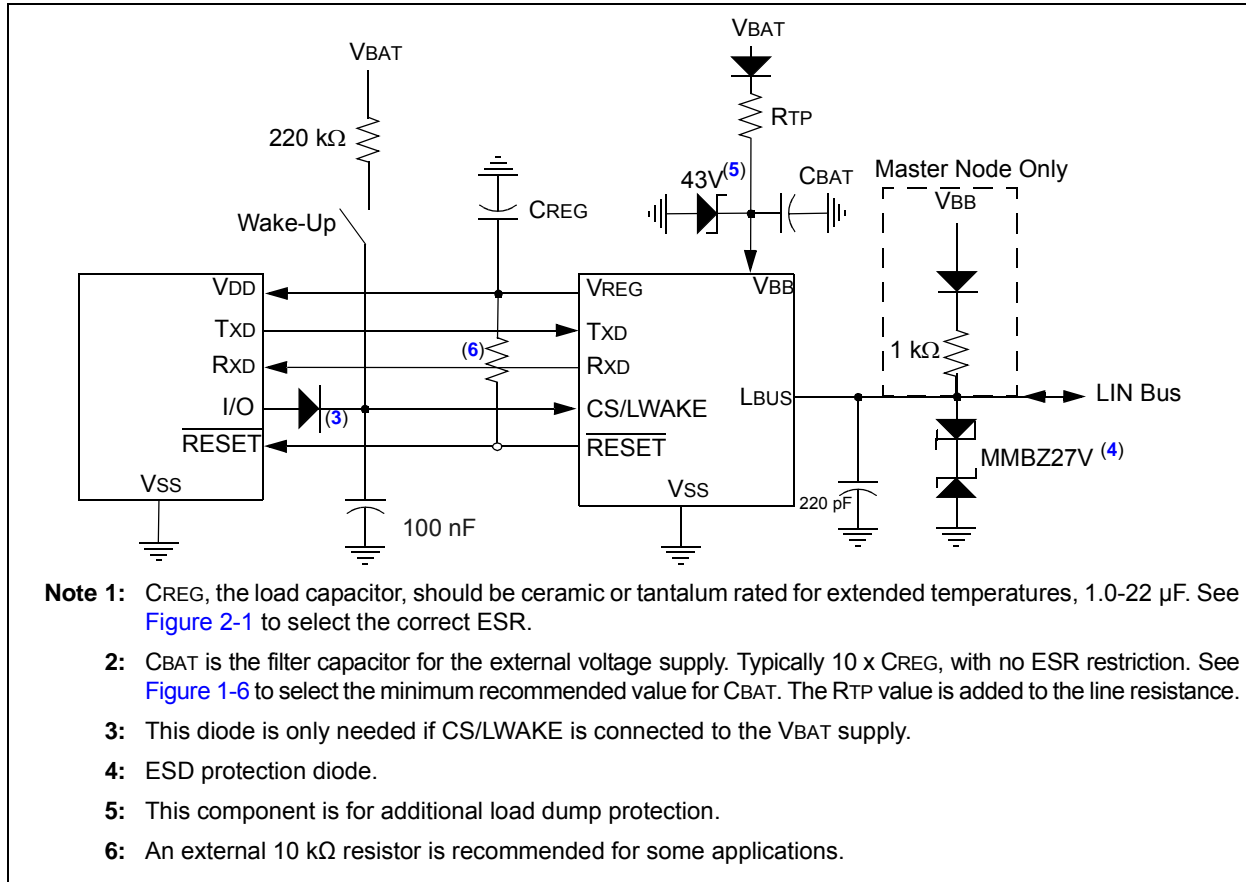 VBAT
VBAT
220 kΩ
RTP
43V(5)
CBAT
Master Node Only
VBB
CREG
Wake-Up
VDD
VREG
VBB
TXD
TXD
(6)
1 kΩ
RXD
RXD
I/O
(3)
CS/LWAKE
LBUS
LIN Bus
RESET
RESET
MMBZ27V (4)
VSS
VSS
220 pF
100 nF
Note 1: CREG, the load capacitor, should be ceramic or tantalum rated for extended temperatures, 1.0-22 µF. See
Figure 2-1 to select the correct ESR.
2: CBAT is the filter capacitor for the external voltage supply. Typically 10 x CREG, with no ESR restriction. See
Figure 1-6 to select the minimum recommended value for CBAT. The RTP value is added to the line resistance.
3: This diode is only needed if CS/LWAKE is connected to the VBAT supply.
4: ESD protection diode.
5: This component is for additional load dump protection.
6: An external 10 kΩ resistor is recommended for some applications.